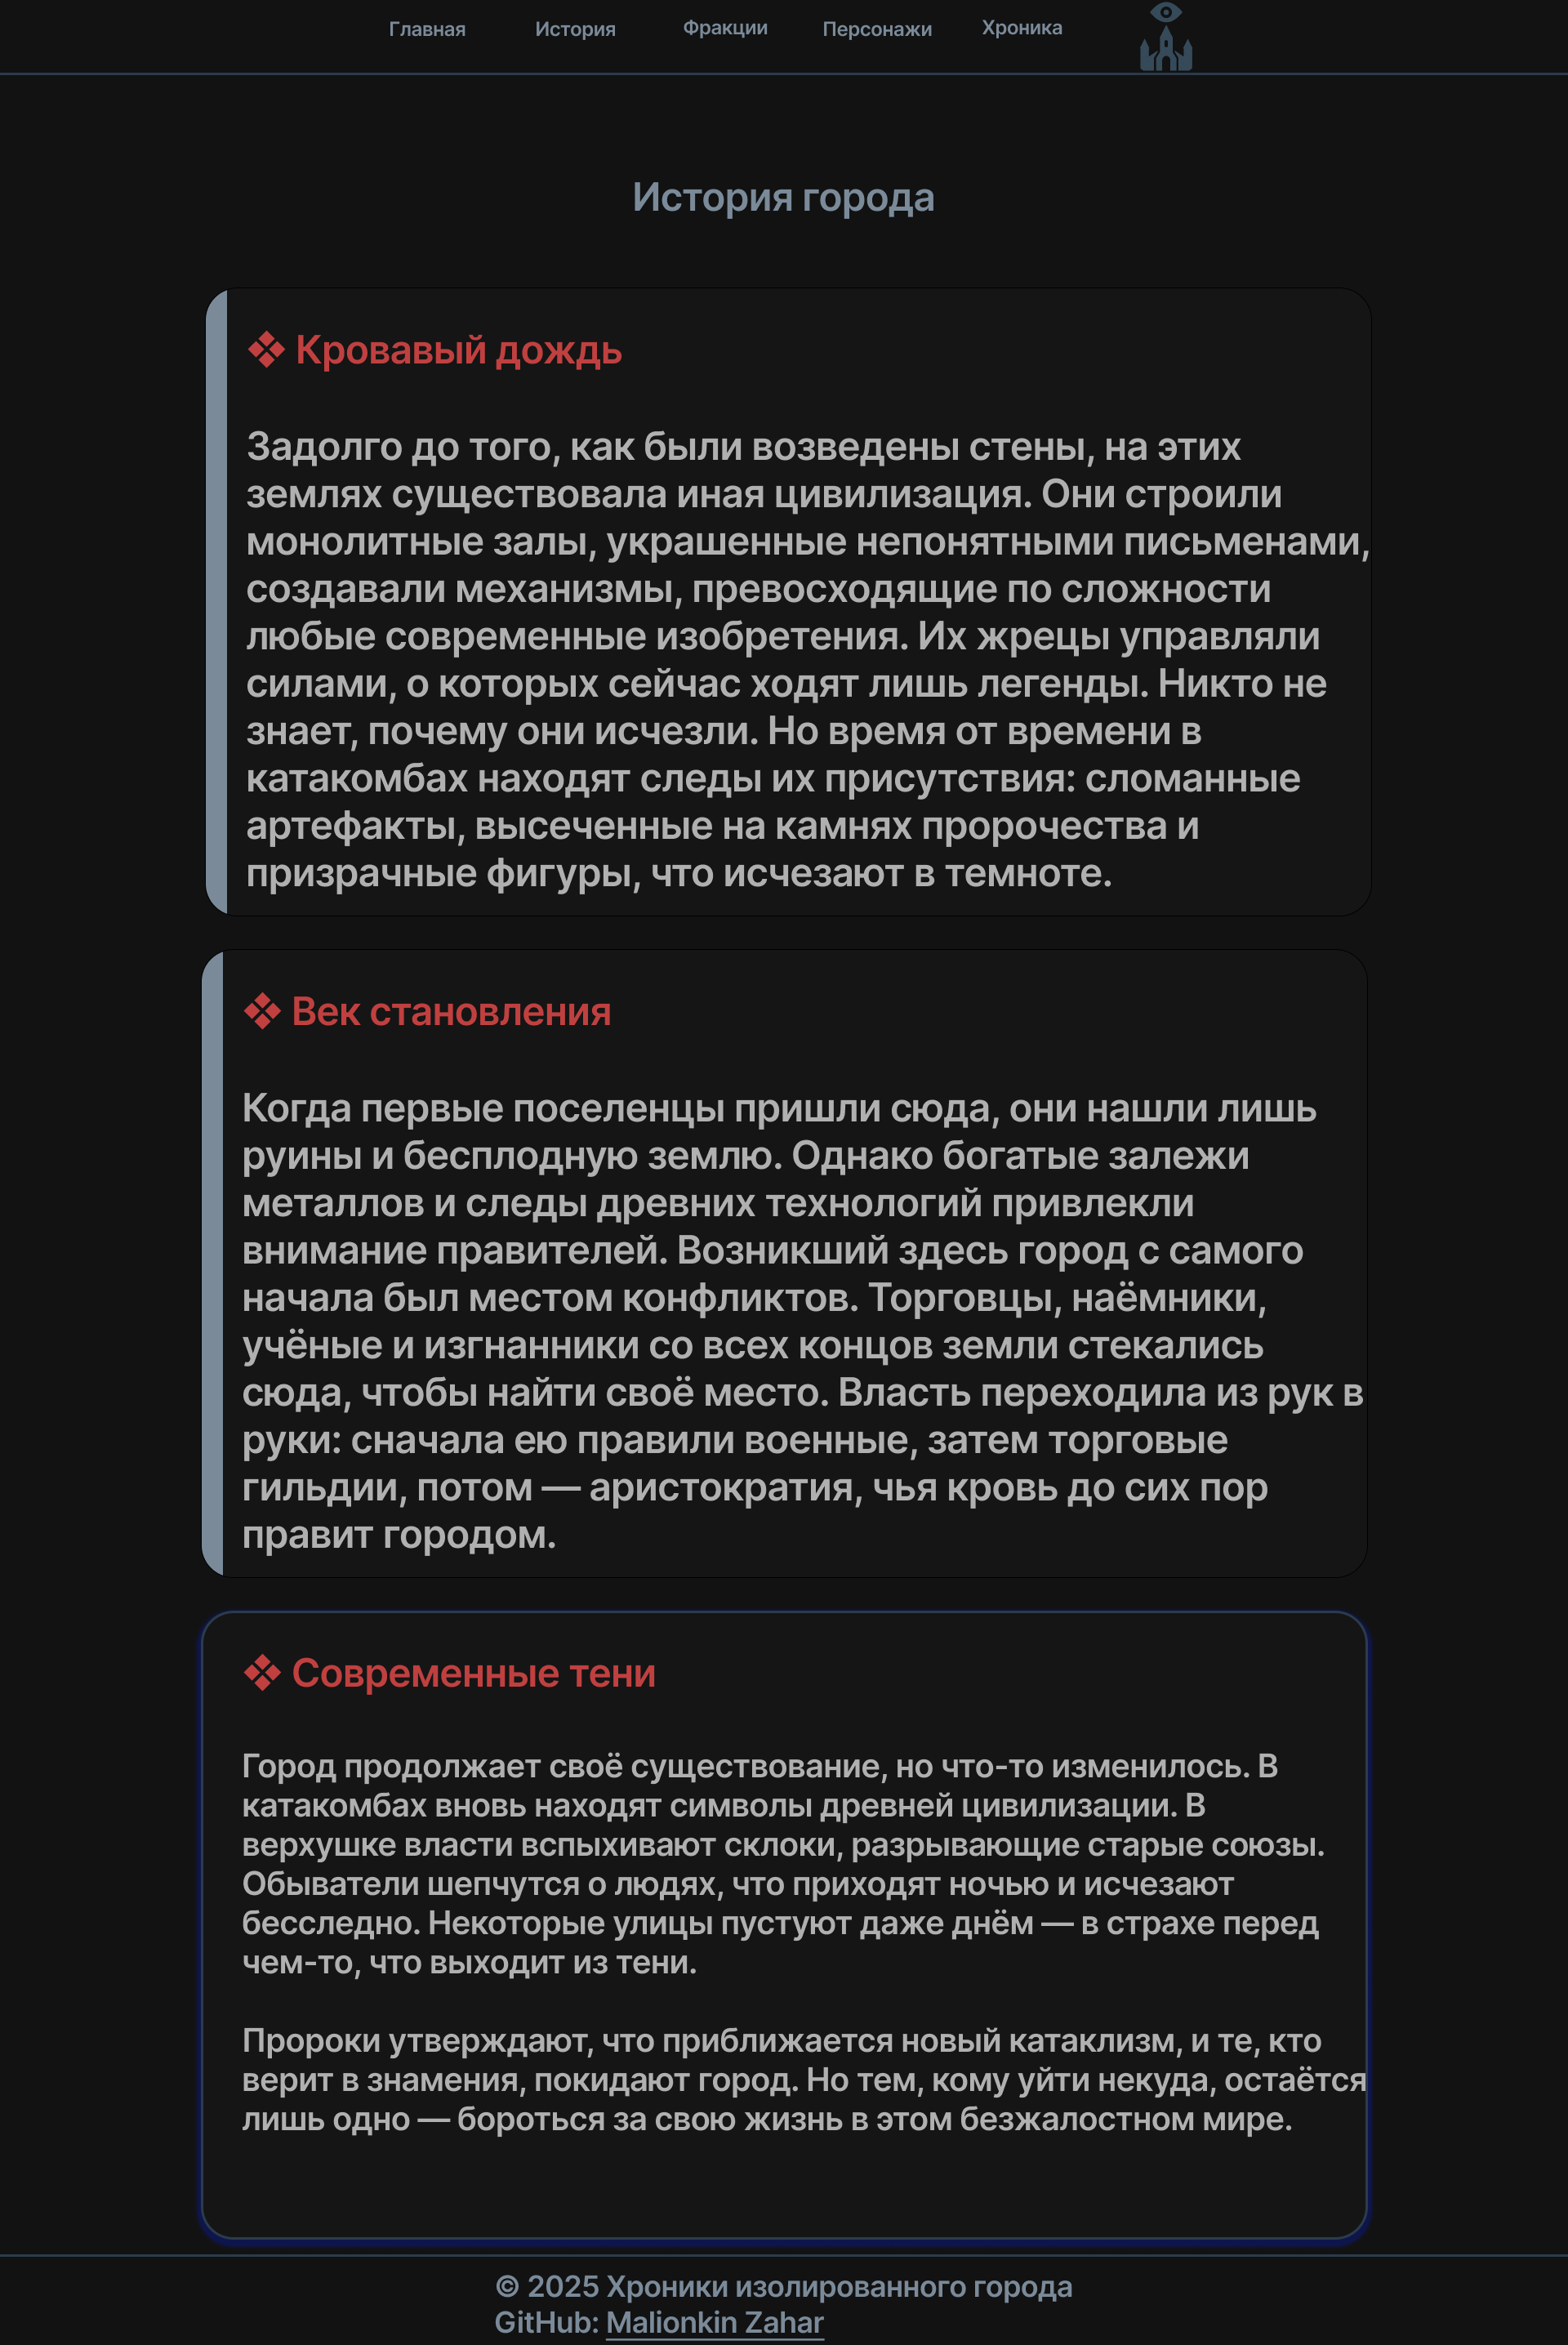 Главная История Фракции Персонажи Хроника
История города
❖ Кровавый дождь
Задолго до того, как были возведены стены, на этих
землях существовала иная цивилизация. Они строили
монолитные залы, украшенные непонятными письменами,
создавали механизмы, превосходящие по сложности
любые современные изобретения. Их жрецы управляли
силами, о которых сейчас ходят лишь легенды. Никто не
знает, почему они исчезли. Но время от времени в
катакомбах находят следы их присутствия: сломанные
артефакты, высеченные на камнях пророчества и
призрачные фигуры, что исчезают в темноте.
❖ Век становления
Когда первые поселенцы пришли сюда, они нашли лишь
руины и бесплодную землю. Однако богатые залежи
металлов и следы древних технологий привлекли
внимание правителей. Возникший здесь город с самого
начала был местом конфликтов. Торговцы, наёмники,
учёные и изгнанники со всех концов земли стекались
сюда, чтобы найти своё место. Власть переходила из рук в
руки: сначала ею правили военные, затем торговые
гильдии, потом — аристократия, чья кровь до сих пор
правит городом.
❖ Современные тени
Город продолжает своё существование, но что-то изменилось. В
катакомбах вновь находят символы древней цивилизации. В
верхушке власти вспыхивают склоки, разрывающие старые союзы.
Обыватели шепчутся о людях, что приходят ночью и исчезают
бесследно. Некоторые улицы пустуют даже днём — в страхе перед
чем-то, что выходит из тени.
Пророки утверждают, что приближается новый катаклизм, и те, кто
верит в знамения, покидают город. Но тем, кому уйти некуда, остаётся
лишь одно — бороться за свою жизнь в этом безжалостном мире.
© 2025 Хроники изолированного города
GitHub: Malionkin Zahar